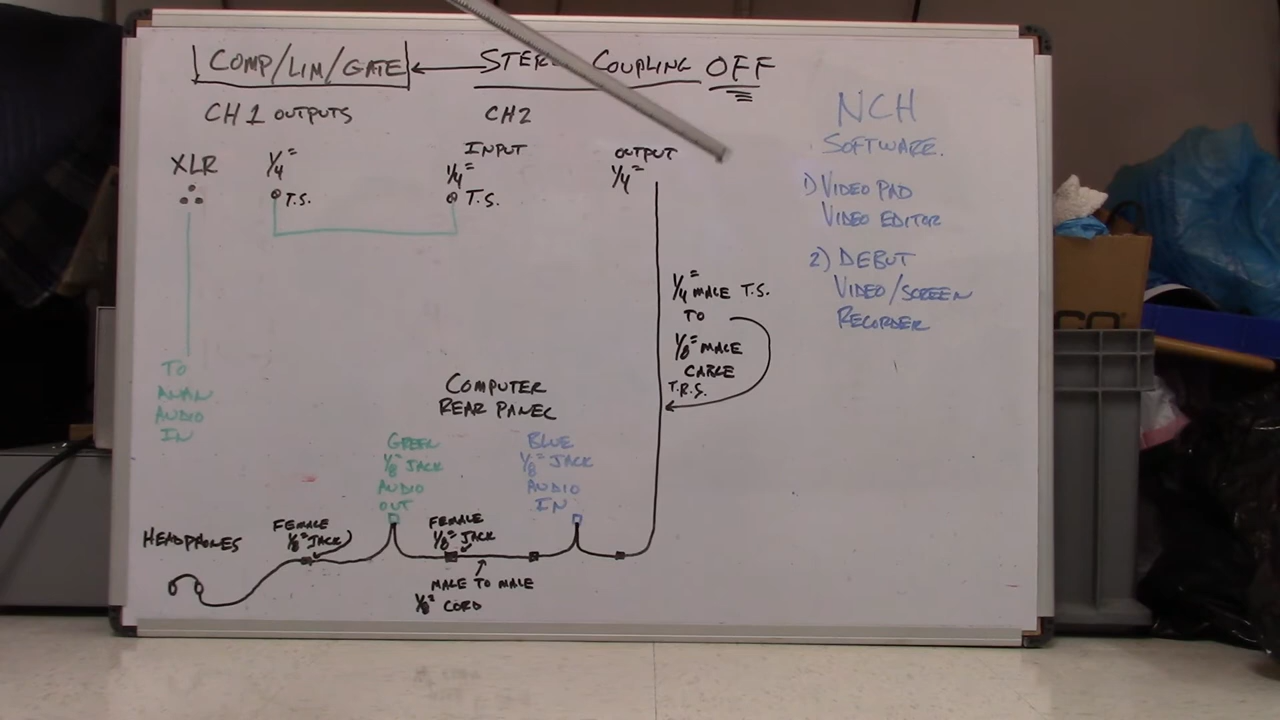 COMP/LIM/GATE
STEREO COUPLING OFF
CH1 OUTPUTS
CH2
XLR
1/4"
T.S.
INPUT
1/4"
T.S.
OUTPUT
1/4"
1/4" MALE T.S.
TO
1/8" MALE
CABLE
T.R.S.
TO
ANAN
AUDIO
IN
COMPUTER
REAR PANEL
GREEN
1/8" JACK
AUDIO
OUT
BLUE
1/8" JACK
AUDIO
IN
HEADPHONES
FEMALE
1/8" JACK
FEMALE
1/8" JACK
MALE TO MALE
1/8" CORD
NCH
SOFTWARE.
1) VIDEO PAD
VIDEO EDITOR
2) DEBUT
VIDEO/SCREEN
RECORDER